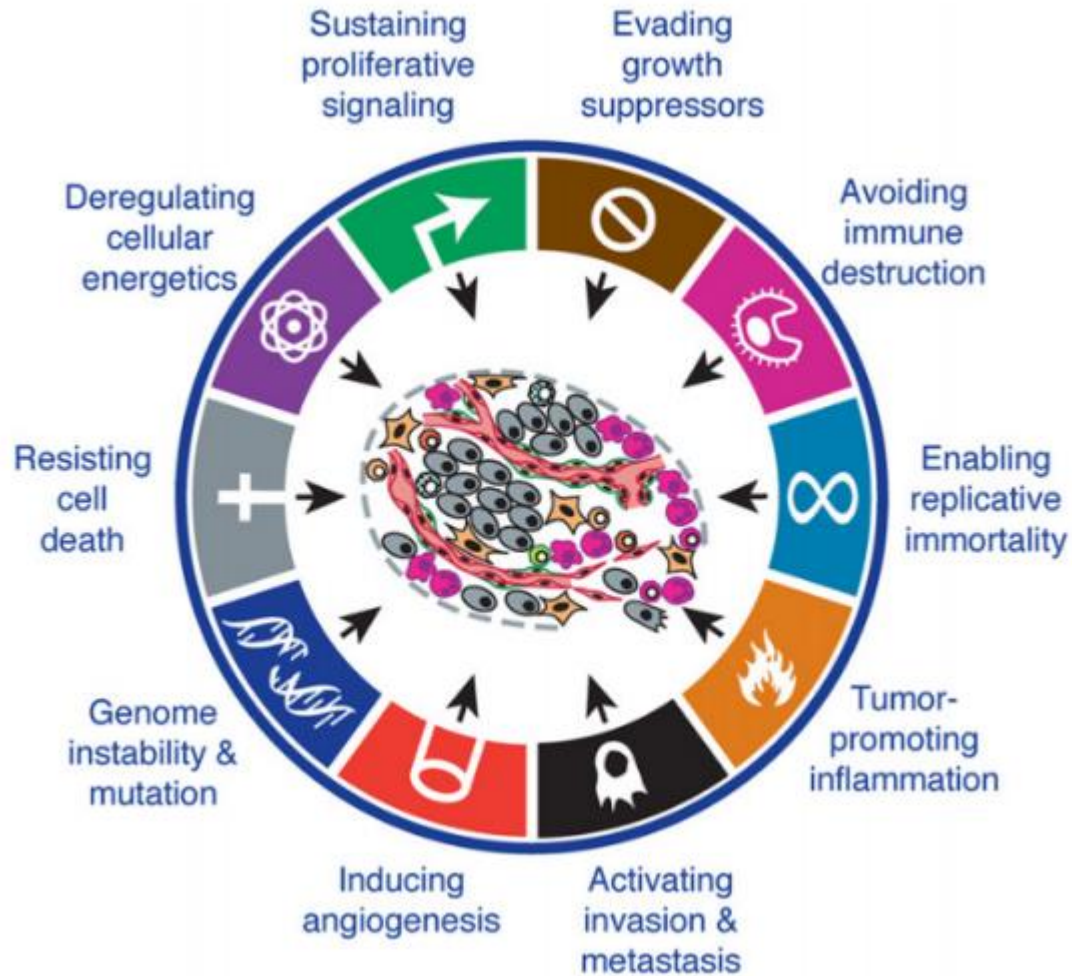 Sustaining
proliferative
signaling
Evading
growth
suppressors
Avoiding
immune
destruction
Enabling
replicative
immortality
Tumor-
promoting
inflammation
Activating
invasion &
metastasis
Inducing
angiogenesis
Genome
instability &
mutation
Resisting
cell
death
Deregulating
cellular
energetics